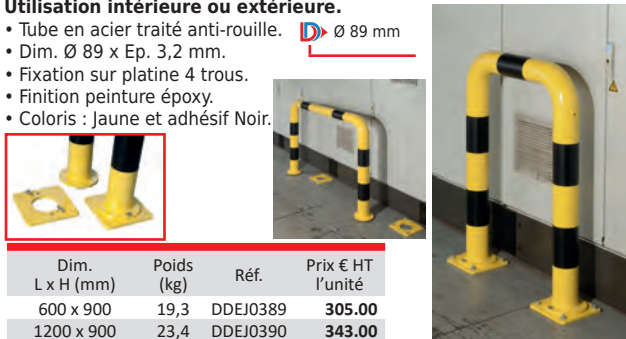 Utilisation intérieure ou extérieure.
• Tube en acier traité anti-rouille.
Ø 89 mm
• Dim. Ø 89 x Ep. 3,2 mm.
• Fixation sur platine 4 trous.
• Finition peinture époxy.
• Coloris : Jaune et adhésif Noir.
Dim. L x H (mm) Poids (kg) Réf. Prix € HT l'unité
600 x 900 19,3 DDEJ0389 305.00
1200 x 900 23,4 DDEJ0390 343.00